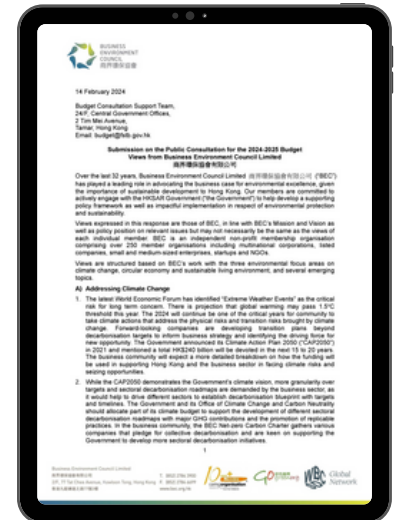 BUSINESS
ENVIRONMENT
COUNCIL
商界環保協會
14 February 2024
Budget Consultation Support Team,
24/F, Central Government Offices,
2 Tim Mei Avenue,
Tamar, Hong Kong
Email: budget@fstb.gov.hk
Submission on the Public Consultation for the 2024-2025 Budget
Views from Business Environment Council Limited
商界環保協會有限公司
Over the last 32 years, Business Environment Council Limited 商界環保協會有限公司 ("BEC")
has played a leading role in advocating the business case for environmental excellence, given
the importance of sustainable development to Hong Kong. Our members are committed to
actively engage with the HKSAR Government ("the Government") to help develop a supporting
policy framework as well as impactful implementation in respect of environmental protection
and sustainability.
Views expressed in this response are those of BEC, in line with BEC's Mission and Vision as
well as policy position on relevant issues but may not necessarily be the same as the views of
each individual member. BEC is an independent non-profit membership organisation
comprising over 250 member organisations including multinational corporations, listed
companies, small and medium-sized enterprises, startups and NGOs.
Views are structured based on BEC's work with the three environmental focus areas on
climate change, circular economy and sustainable living environment, and several emerging
topics.
A) Addressing Climate Change
1. The latest World Economic Forum has identified "Extreme Weather Events" as the critical
risk for long term concern. There is projection that global warming may pass 1.5°C
threshold this year. The 2024 will continue be one of the critical years for community to
take climate actions that address the physical risks and transition risks brought by climate
change. Forward-looking companies are developing transition plans beyond
decarbonisation targets to inform business strategy and identifying the driving force for
new opportunity. The Government announced its Climate Action Plan 2050 ("CAP2050")
in 2021 and mentioned a total HK$240 billion will be devoted in the next 15 to 20 years.
The business community will expect a more detailed breakdown on how the funding will
be used in supporting Hong Kong and the business sector in facing climate risks and
seizing opportunities.
2. While the CAP2050 demonstrates the Government's climate vision, more granularity over
targets and sectoral decarbonisation roadmaps are demanded by the business sector, as
it would help to drive different sectors to establish decarbonisation blueprint with targets
and timelines. The Government and its Office of Climate Change and Carbon Neutrality
should allocate part of its climate budget to support the development of different sectoral
decarbonisation roadmaps with major GHG contributions and the promotion of replicable
practices. In the business community, the BEC Net-zero Carbon Charter gathers various
companies that pledge for collective decarbonisation and are keen on supporting the
Government to develop more sectoral decarbonisation initiatives.
1
Business Environment Council Limited
商界環保協會有限公司
Global
Network